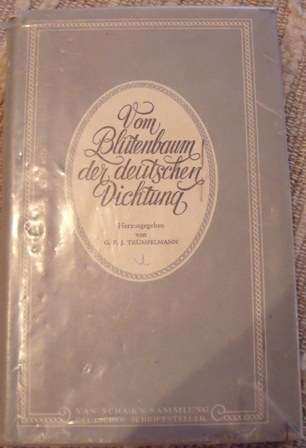 Vom
Blütenbaum
der deutschen
Dichtung
Herausgegeben
von
G. P. J. TRÜMPELMANN
VAN SCHAIK'S SAMMLUNG
DEUTSCHER SCHRIFTSTELLER